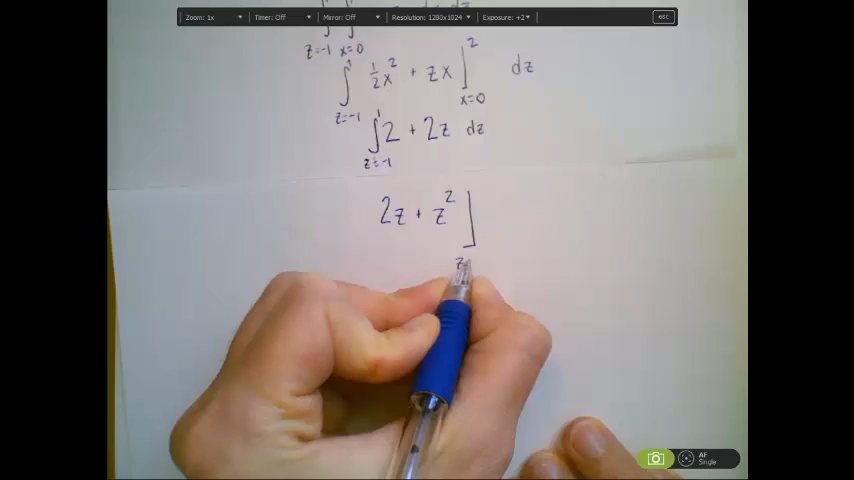 Zoom: 1x Timer: Off Mirror: Off Resolution: 1280x1024 Exposure: +2 esc
z=-1 x=0
∫_{z=-1}^{1} ½x² + zx ]_{x=0}^{2} dz
∫_{z=-1}^{1} 2 + 2z dz
2z + z² ]
z=
AF
Single